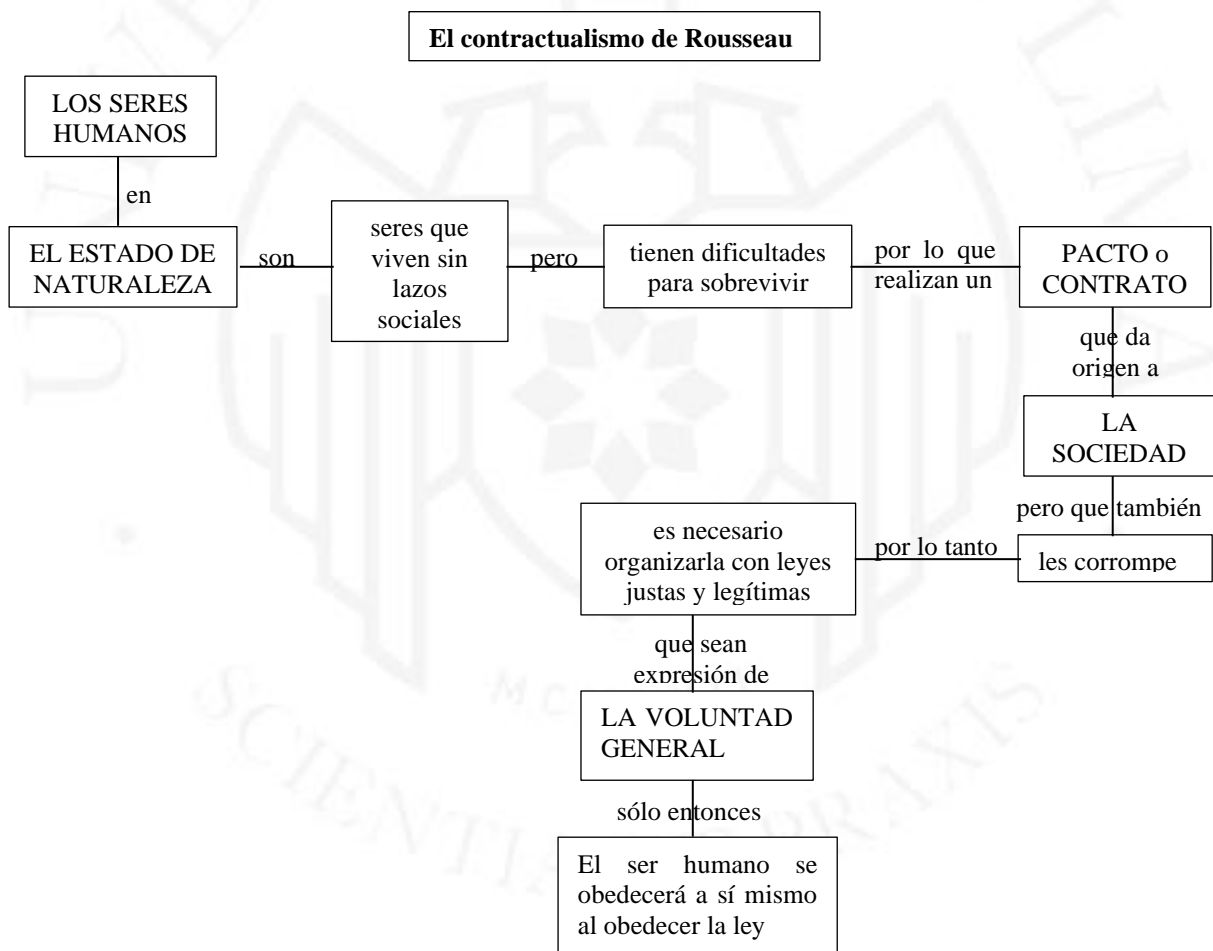 El contractualismo de Rousseau
LOS SERES
HUMANOS
en
EL ESTADO DE
NATURALEZA
son
seres que
viven sin
lazos
sociales
pero
tienen dificultades
para sobrevivir
por lo que
realizan un
PACTO o
CONTRATO
que da
origen a
LA
SOCIEDAD
pero que también
les corrompe
por lo tanto
es necesario
organizarla con leyes
justas y legítimas
que sean
expresión de
LA VOLUNTAD
GENERAL
sólo entonces
El ser humano se
obedecerá a sí mismo
al obedecer la ley